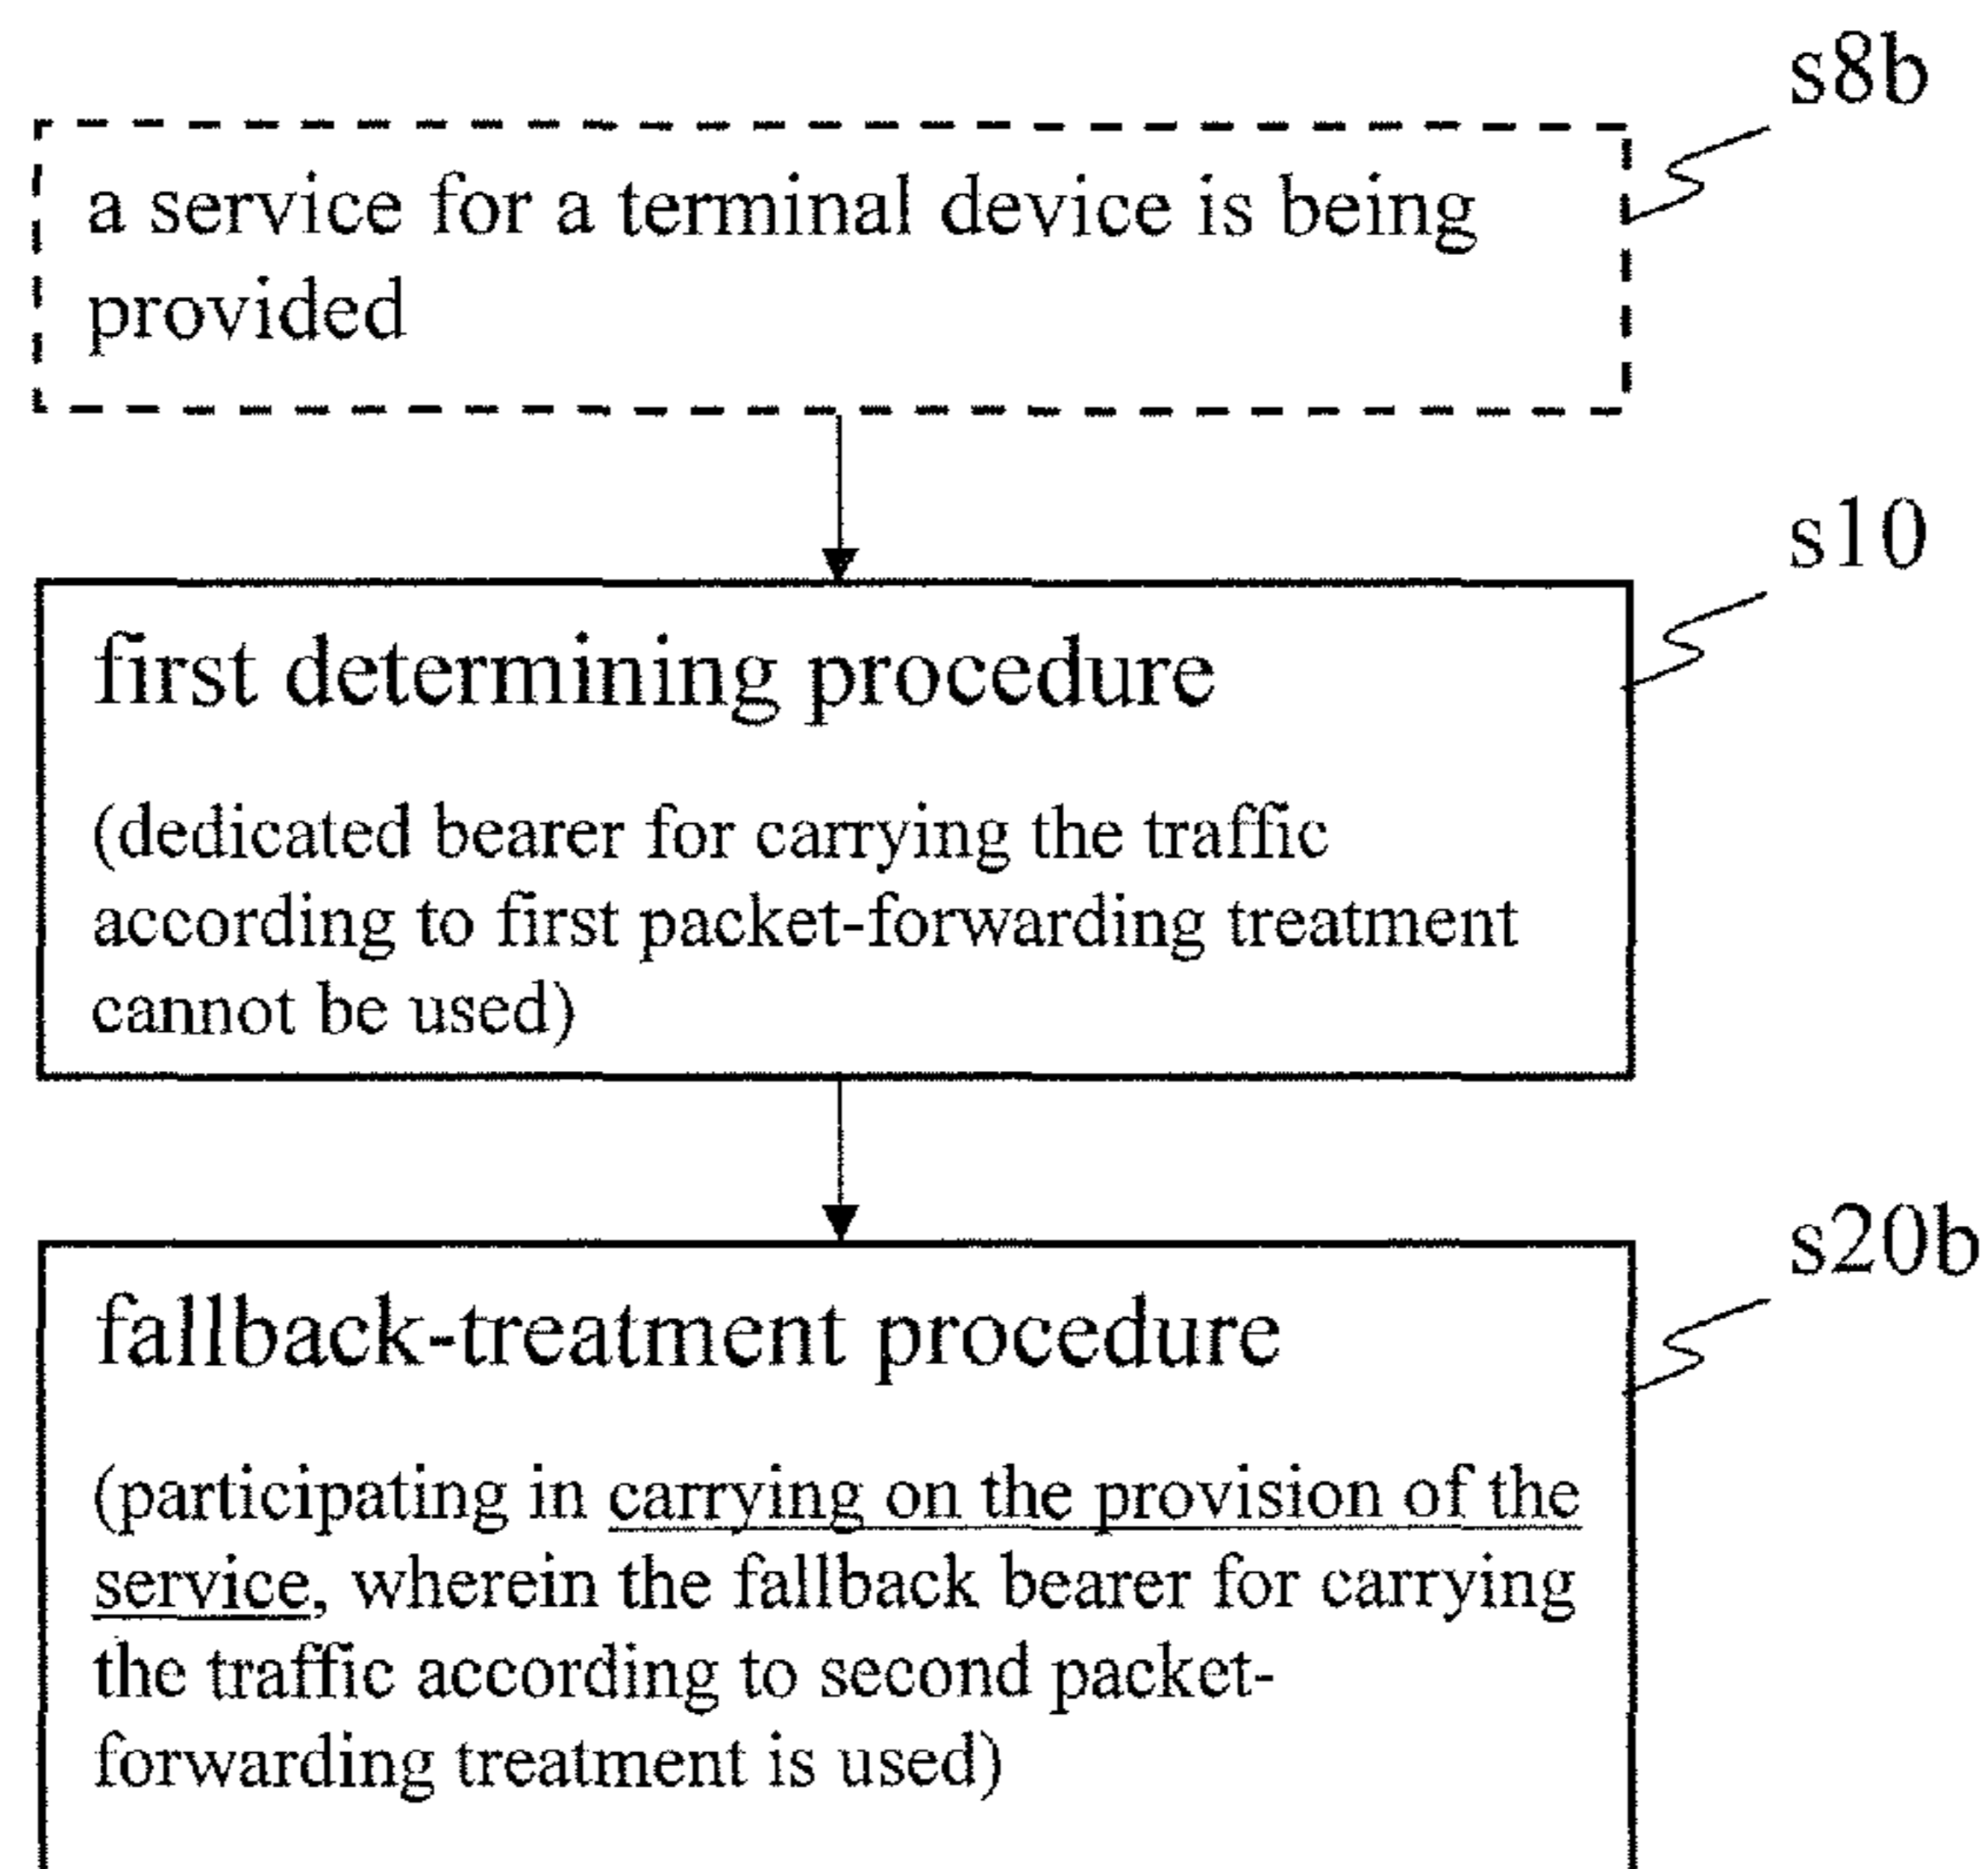 s8b
a service for a terminal device is being
provided
s10
first determining procedure
(dedicated bearer for carrying the traffic
according to first packet-forwarding treatment
cannot be used)
s20b
fallback-treatment procedure
(participating in carrying on the provision of the
service, wherein the fallback bearer for carrying
the traffic according to second packet-
forwarding treatment is used)